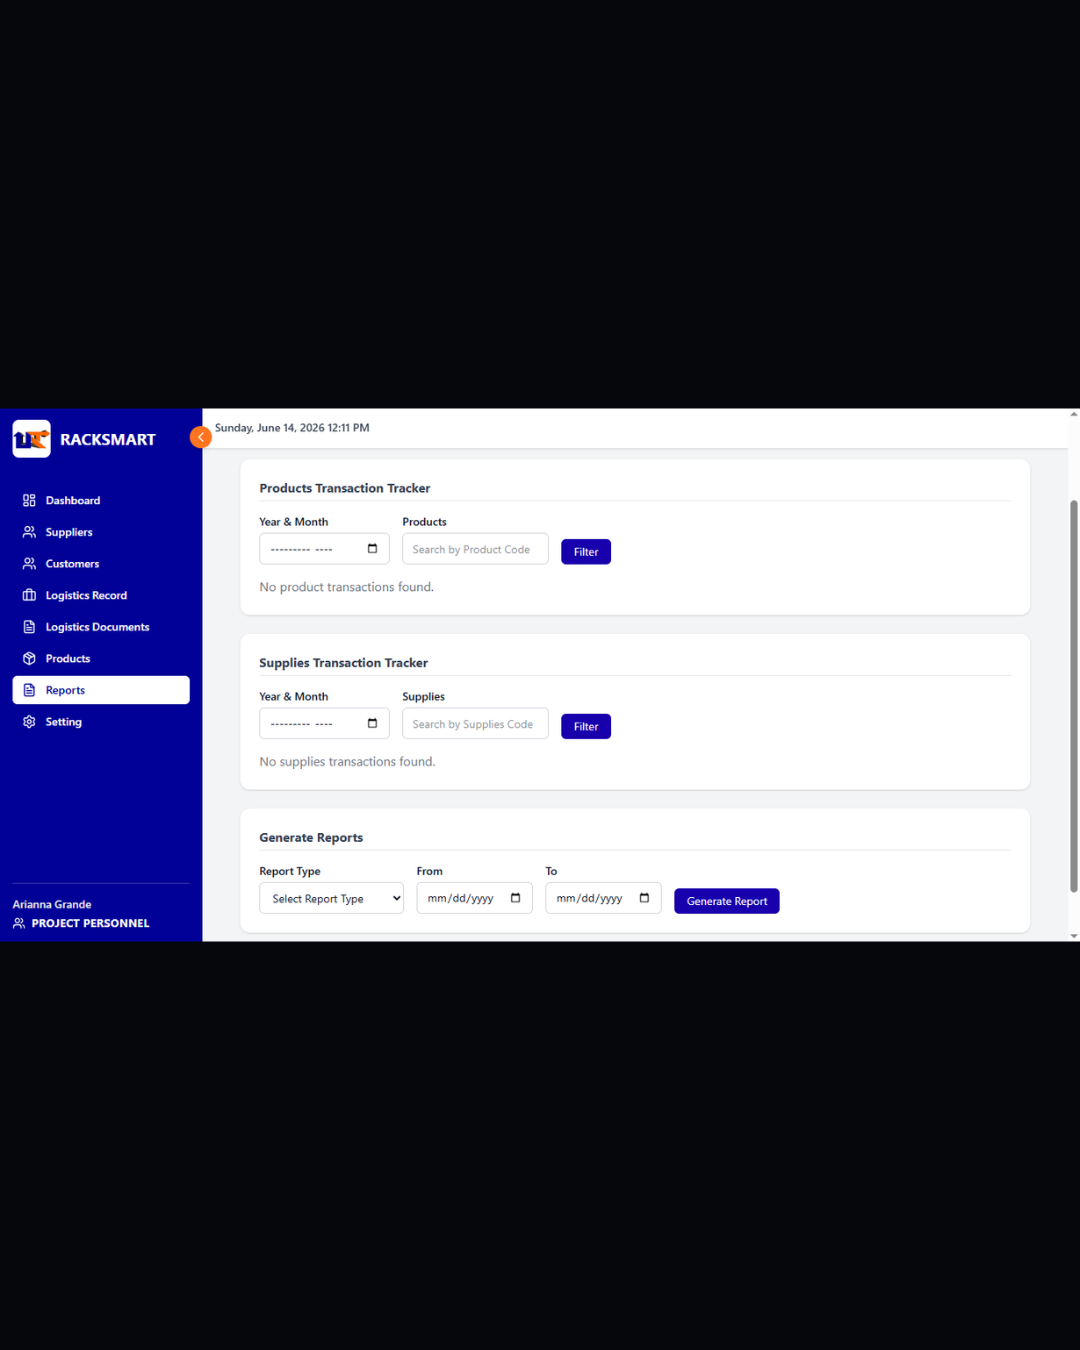 RACKSMART
Dashboard
Suppliers
Customers
Logistics Record
Logistics Documents
Products
Reports
Setting
Arianna Grande
PROJECT PERSONNEL
Sunday, June 14, 2026 12:11 PM
Products Transaction Tracker
Year & Month Products
--------- ---- Search by Product Code Filter
No product transactions found.
Supplies Transaction Tracker
Year & Month Supplies
--------- ---- Search by Supplies Code Filter
No supplies transactions found.
Generate Reports
Report Type From To
Select Report Type mm/dd/yyyy mm/dd/yyyy Generate Report